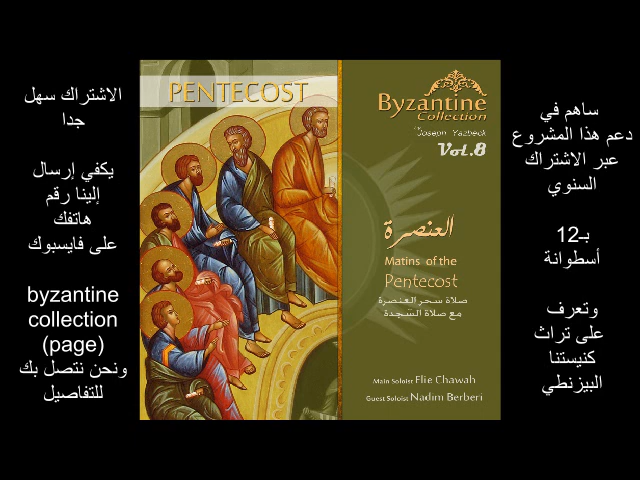 الاشتراك سهل
جدا
يكفي إرسال
إلينا رقم
هاتفك
على فايسبوك
byzantine
collection
(page)
ونحن نتصل بك
للتفاصيل
PENTECOST
Byzantine
Collection
by Joseph Yazbeck
Vol.8
العنصرة
Matins of the
Pentecost
صلاة سحر العنصرة
مع صلاة السجدة
Main Soloist Elie Chawah
Guest Soloist Nadim Berberi
ساهم في
دعم هذا المشروع
عبر الاشتراك
السنوي
بـ12
أسطوانة
وتعرف
على تراث
كنيستنا
البيزنطي